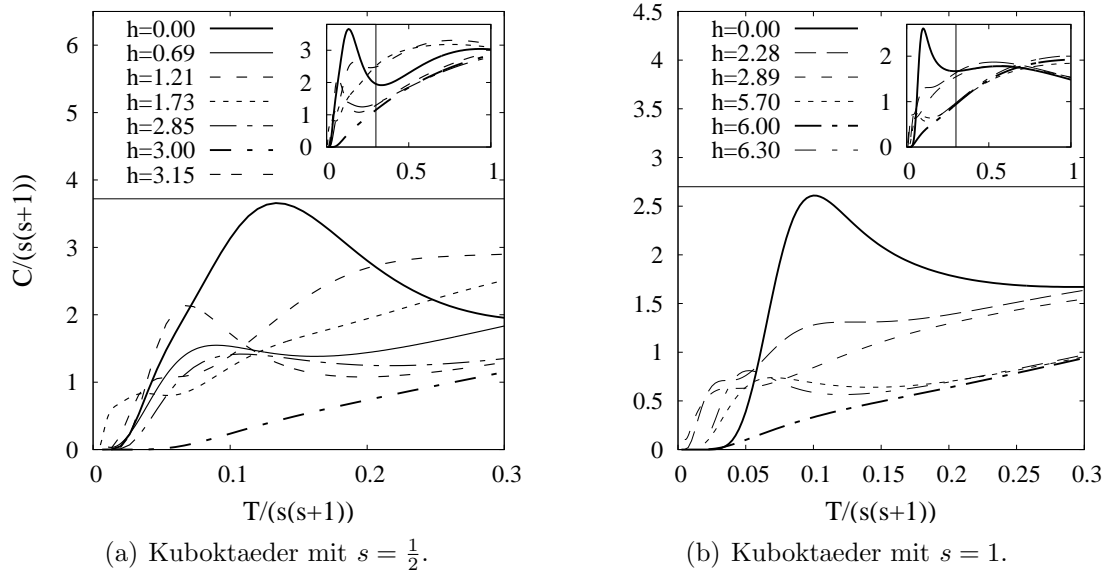 C/(s(s+1))
6
5
4
3
2
1
0
h=0.00
h=0.69
h=1.21
h=1.73
h=2.85
h=3.00
h=3.15
3
2
1
0
0
0.5
1
0
0.1
0.2
0.3
T/(s(s+1))
(a) Kuboktaeder mit s = 1/2.
4.5
4
3.5
3
2.5
2
1.5
1
0.5
0
h=0.00
h=2.28
h=2.89
h=5.70
h=6.00
h=6.30
2
1
0
0
0.5
1
0
0.05
0.1
0.15
0.2
0.25
0.3
T/(s(s+1))
(b) Kuboktaeder mit s = 1.